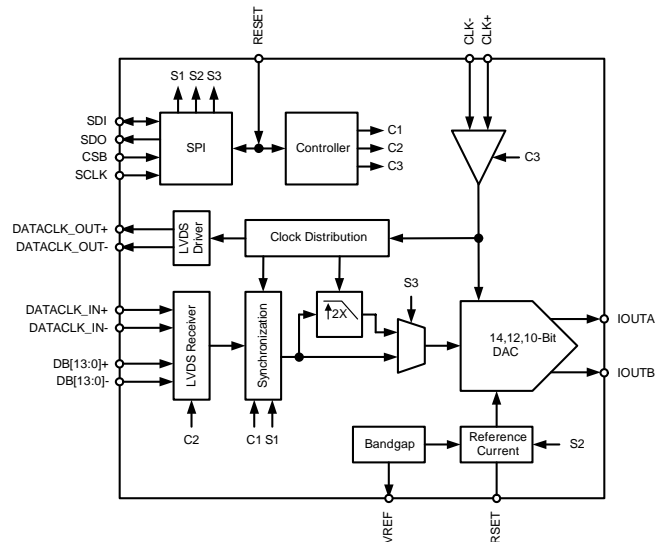 RESET
CLK-
CLK+
S1 S2 S3
SDI
SDO
CSB
SCLK
SPI
Controller
C1
C2
C3
C3
DATACLK_OUT+
DATACLK_OUT-
LVDS
Driver
Clock Distribution
S3
DATACLK_IN+
DATACLK_IN-
DB[13:0]+
DB[13:0]-
LVDS Receiver
Synchronization
2X
14,12,10-Bit
DAC
IOUTA
IOUTB
C2
C1 S1
Bandgap
Reference
Current
S2
VREF
RSET